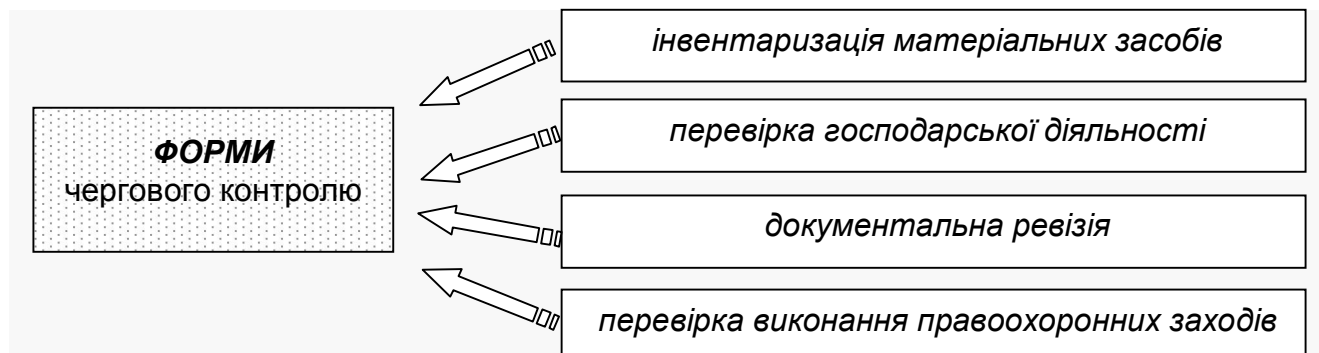 ФОРМИ
чергового контролю
інвентаризація матеріальних засобів
перевірка господарської діяльності
документальна ревізія
перевірка виконання правоохоронних заходів